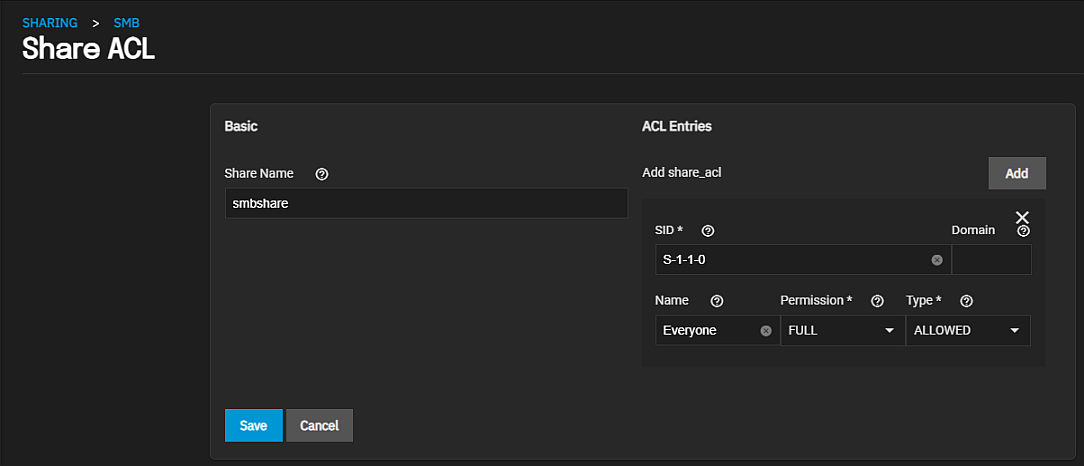 SHARING > SMB
Share ACL
Basic
Share Name
smbshare
ACL Entries
Add share_acl
Add
SID *
Domain
S-1-1-0
Name
Permission *
Type *
Everyone
FULL
ALLOWED
Save
Cancel